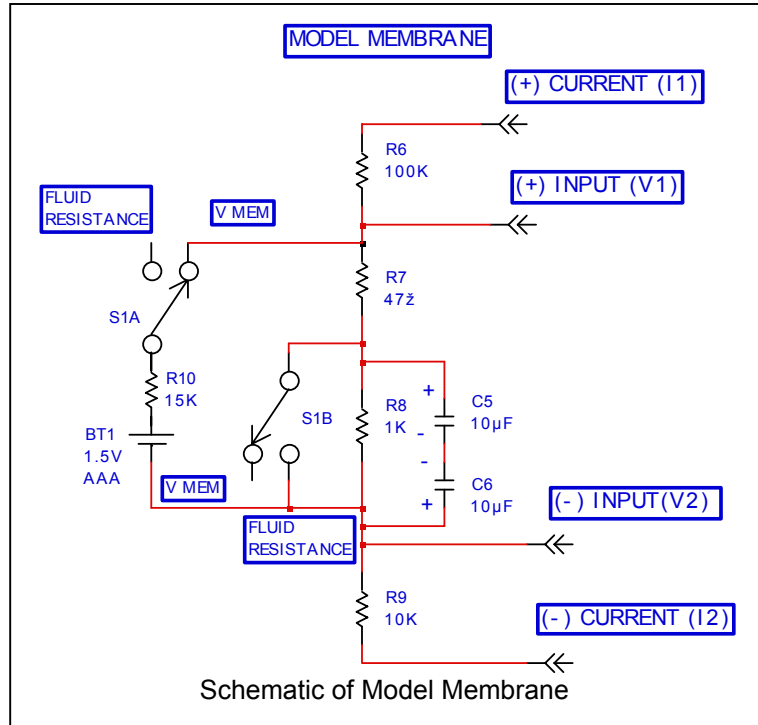 MODEL MEMBRANE
(+) CURRENT (I1)
R6
100K
(+) INPUT (V1)
FLUID
RESISTANCE
V MEM
R7
47ž
S1A
R10
15K
BT1
1.5V
AAA
S1B
R8
1K
+
C5
10µF
-
-
C6
10µF
+
V MEM
FLUID
RESISTANCE
(-) INPUT(V2)
R9
10K
(-) CURRENT (I2)
Schematic of Model Membrane